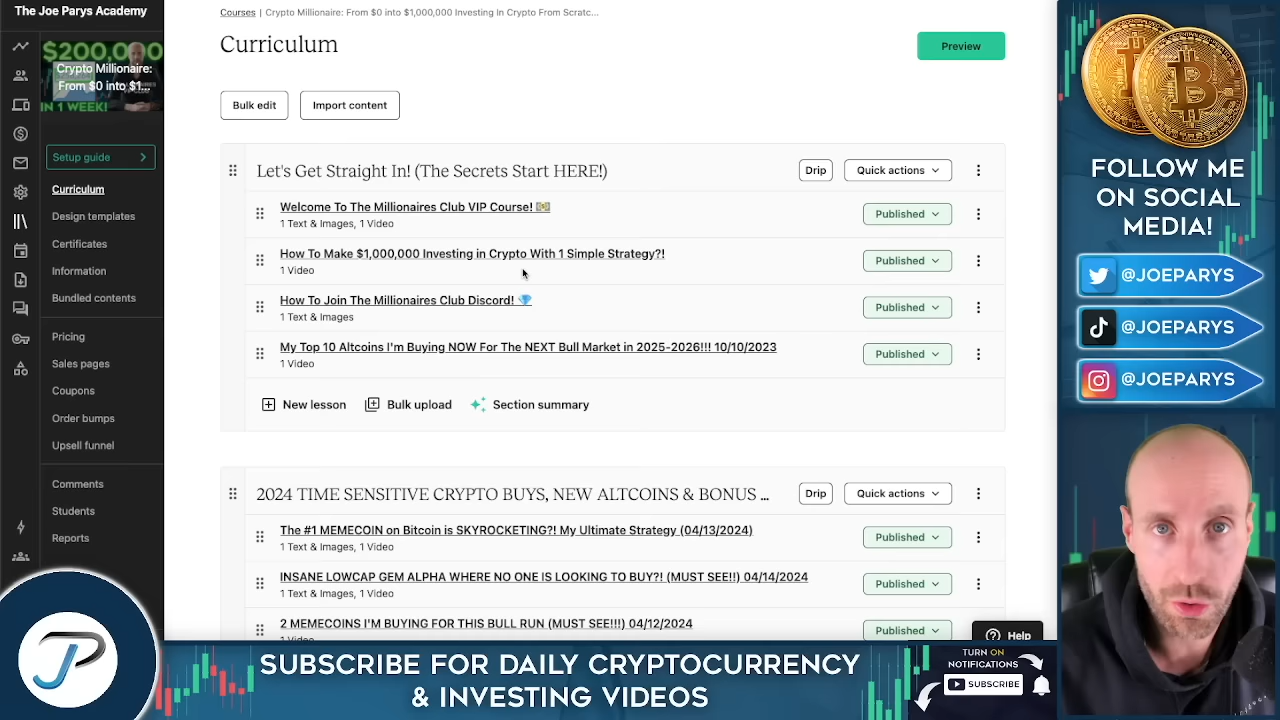 The Joe Parys Academy
$200,000
Crypto Millionaire:
From $0 into $1...
IN 1 WEEK!
Setup guide
Curriculum
Design templates
Certificates
Information
Bundled contents
Pricing
Sales pages
Coupons
Order bumps
Upsell funnel
Comments
Students
Reports
Courses | Crypto Millionaire: From $0 into $1,000,000 Investing In Crypto From Scratc...
Curriculum
Preview
Bulk edit
Import content
Let's Get Straight In! (The Secrets Start HERE!)
Drip
Quick actions
Welcome To The Millionaires Club VIP Course! 💵
1 Text & Images, 1 Video
Published
How To Make $1,000,000 Investing in Crypto With 1 Simple Strategy?!
1 Video
Published
How To Join The Millionaires Club Discord! 💎
1 Text & Images
Published
My Top 10 Altcoins I'm Buying NOW For The NEXT Bull Market in 2025-2026!!! 10/10/2023
1 Video
Published
New lesson
Bulk upload
Section summary
2024 TIME SENSITIVE CRYPTO BUYS, NEW ALTCOINS & BONUS ...
Drip
Quick actions
The #1 MEMECOIN on Bitcoin is SKYROCKETING?! My Ultimate Strategy (04/13/2024)
1 Text & Images, 1 Video
Published
INSANE LOWCAP GEM ALPHA WHERE NO ONE IS LOOKING TO BUY?! (MUST SEE!!) 04/14/2024
1 Text & Images, 1 Video
Published
2 MEMECOINS I'M BUYING FOR THIS BULL RUN (MUST SEE!!!) 04/12/2024
1 Video
Published
Help
FOLLOW ME
ON SOCIAL
MEDIA!
@JOEPARYS
@JOEPARYS
@JOEPARYS
JP
SUBSCRIBE FOR DAILY CRYPTOCURRENCY
& INVESTING VIDEOS
TURN ON
NOTIFICATIONS
SUBSCRIBE